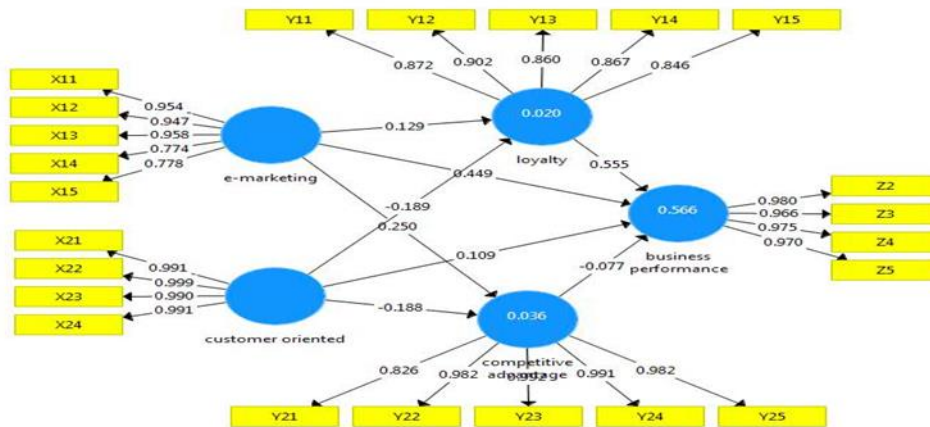 Y11 Y12 Y13 Y14 Y15
0.872 0.902 0.860 0.867 0.846
X11
X12
X13
X14
X15
0.954
0.947
0.958
0.774
0.778
e-marketing
0.129
0.020
loyalty
0.555
0.449
-0.189
0.250
0.566
business
performance
Z2
Z3
Z4
Z5
0.980
0.966
0.975
0.970
X21
X22
X23
X24
0.991
0.999
0.990
0.991
customer oriented
0.109
-0.188
-0.077
0.036
competitive
advantage
0.826 0.982 0.991 0.982
Y21 Y22 Y23 Y24 Y25